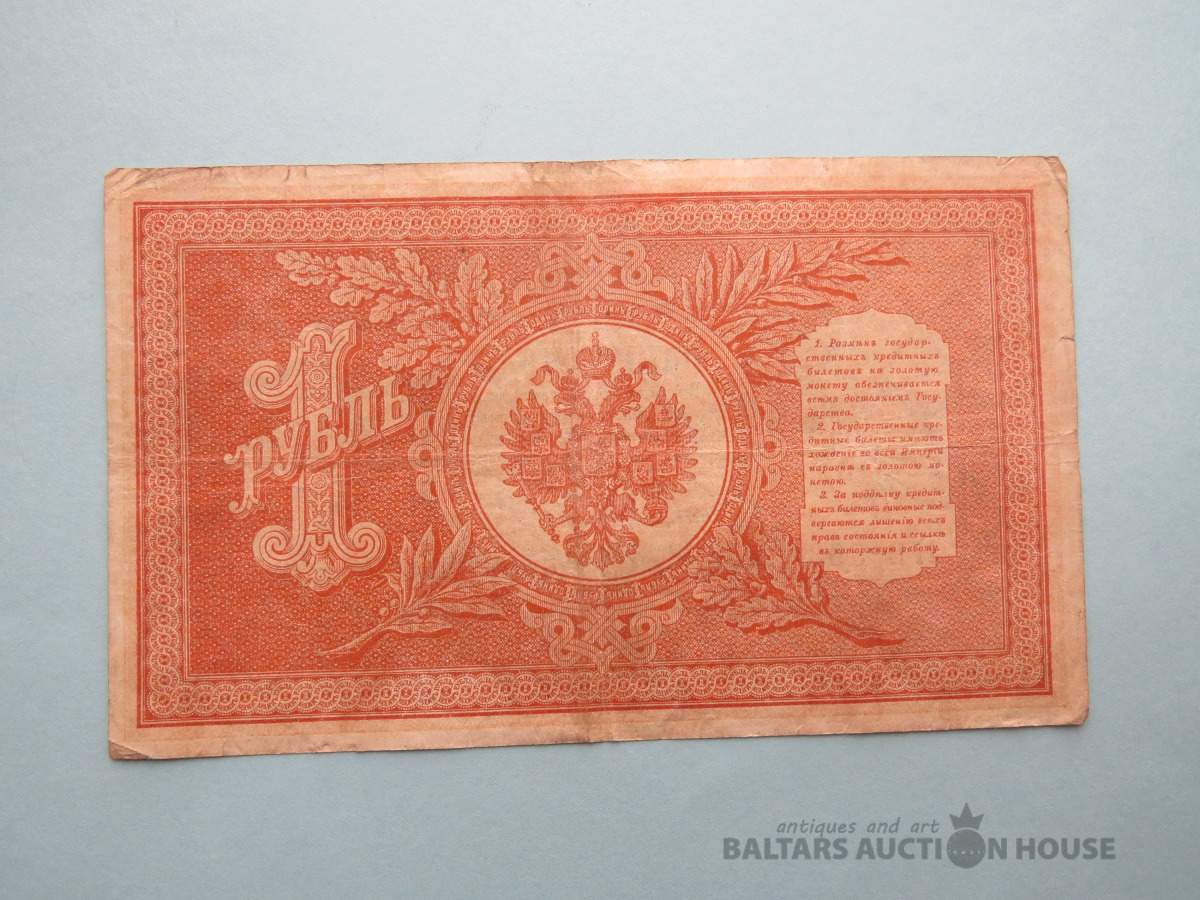 1
РУБЛЬ
1. Размѣнъ государ-
ственныхъ кредитныхъ
билетовъ на золотую
монету обезпечивается
всѣмъ достояніемъ Госу-
дарства.
2. Государственные кре-
дитные билеты имѣютъ
хожденіе во всей Имперіи
наравнѣ съ золотою мо-
нетою.
3. За поддѣлку кредит-
ныхъ билетовъ виновные под-
вергаются лишенію всѣхъ
правъ состоянія и ссылкѣ
въ каторжную работу.
antiques and art
BALTARS AUCTION HOUSE